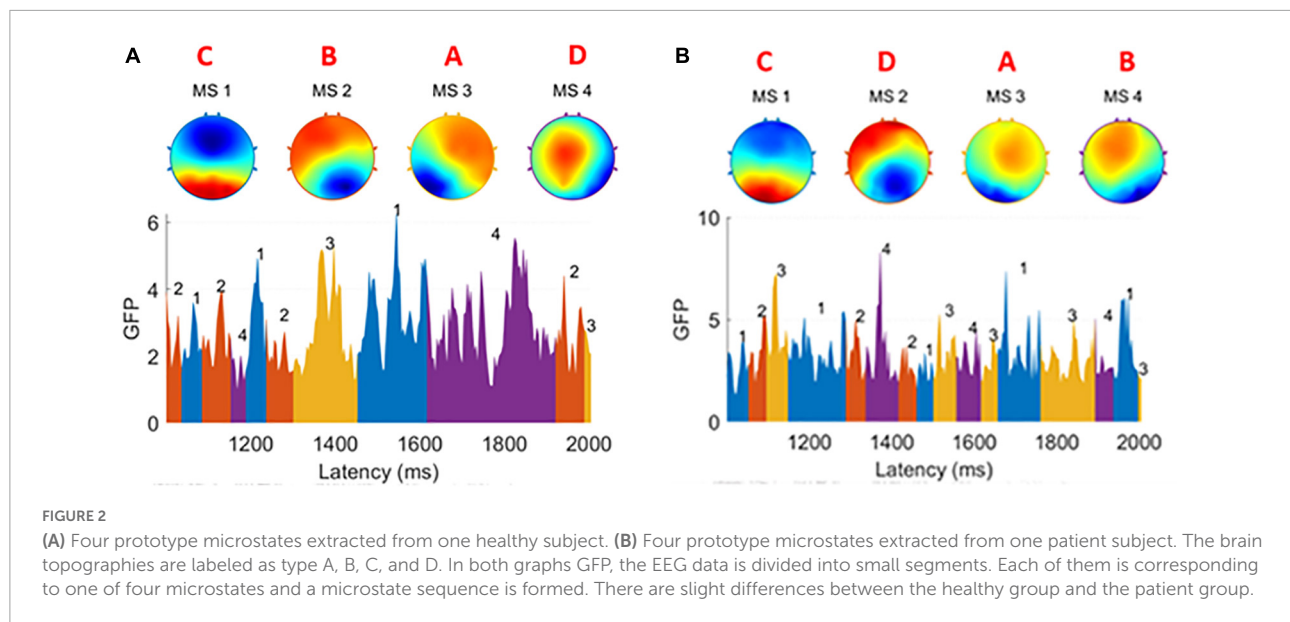 A
C B A D
MS 1 MS 2 MS 3 MS 4
6
4
2
0
GFP
2 1 2 4 1 2 3 1 4 2 3
1200 1400 1600 1800 2000
Latency (ms)
B
C D A B
MS 1 MS 2 MS 3 MS 4
10
5
0
GFP
1 2 3 1 2 4 2 1 3 4 3 1 3 4 1 3
1200 1400 1600 1800 2000
Latency (ms)
FIGURE 2
(A) Four prototype microstates extracted from one healthy subject. (B) Four prototype microstates extracted from one patient subject. The brain
topographies are labeled as type A, B, C, and D. In both graphs GFP, the EEG data is divided into small segments. Each of them is corresponding
to one of four microstates and a microstate sequence is formed. There are slight differences between the healthy group and the patient group.